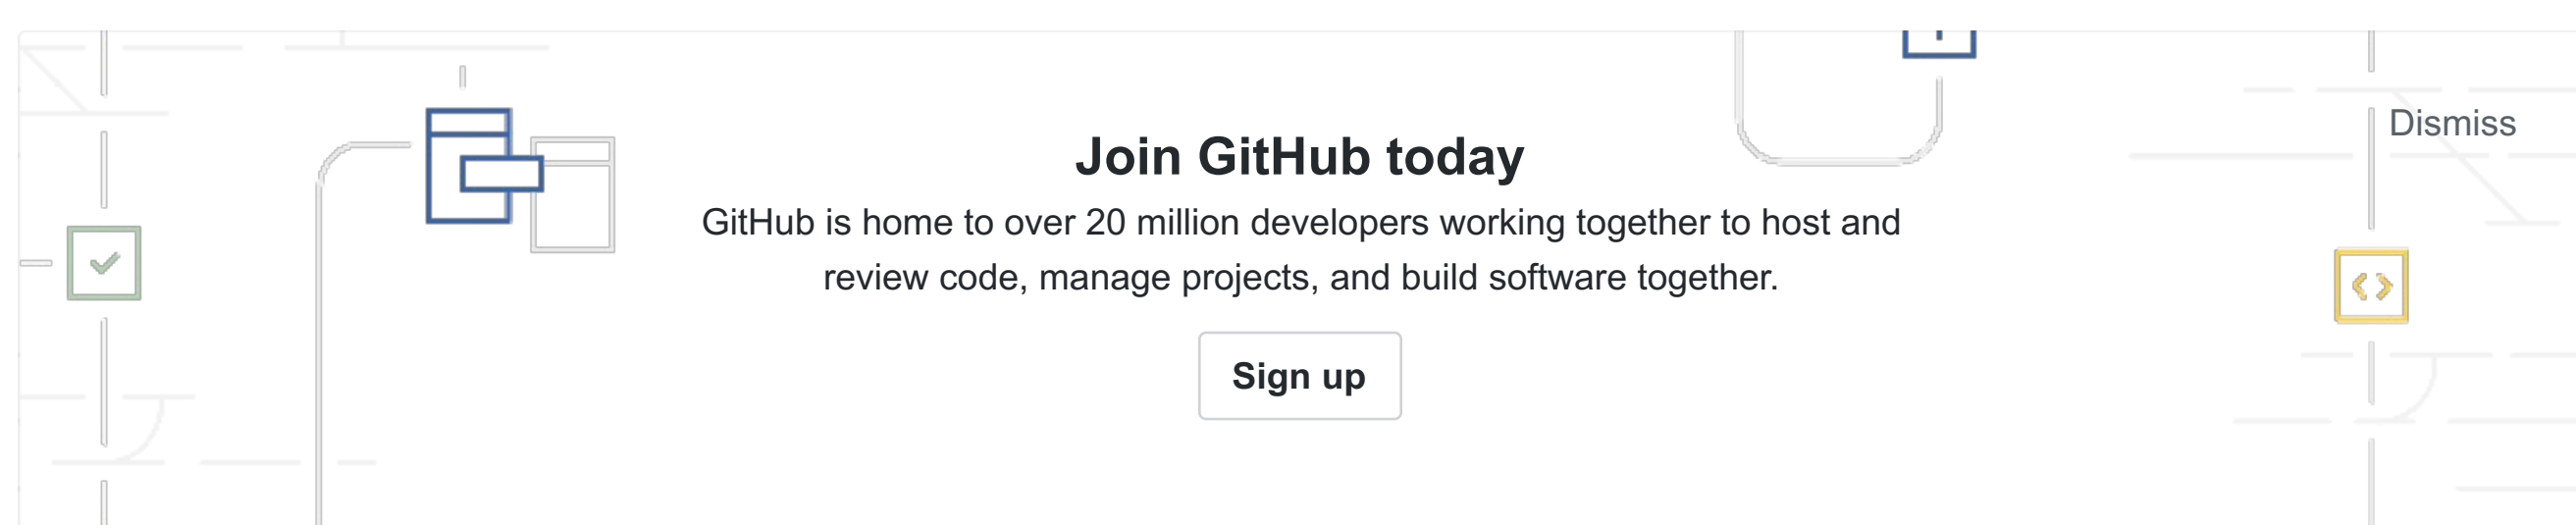 Join GitHub today
Dismiss
GitHub is home to over 20 million developers working together to host and
review code, manage projects, and build software together.
Sign up